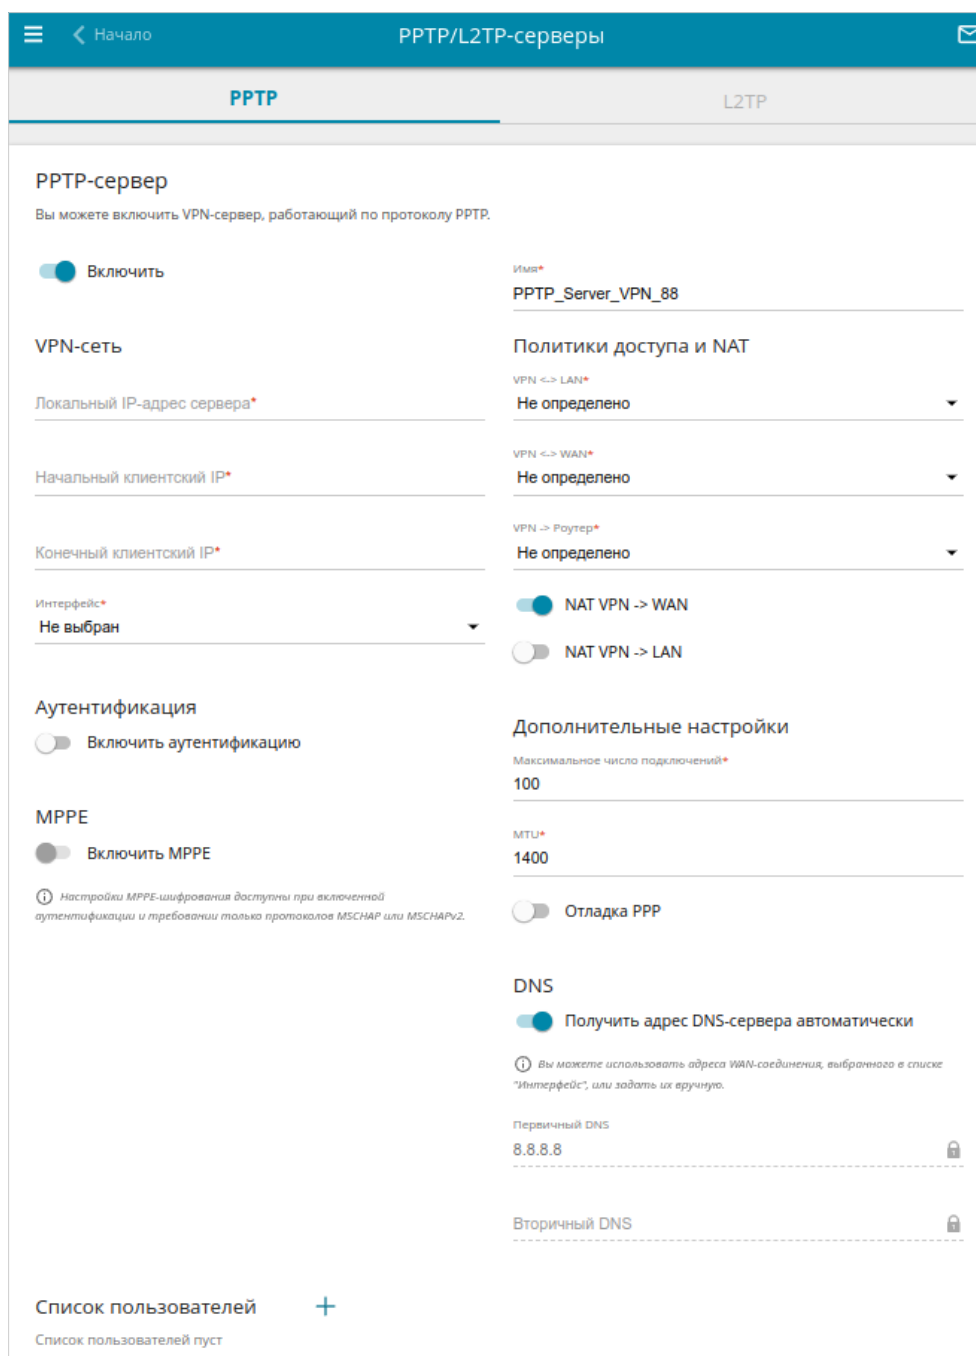 Начало
PPTP/L2TP-серверы
PPTP
L2TP
PPTP-сервер
Вы можете включить VPN-сервер, работающий по протоколу PPTP.
Включить
Имя*
PPTP_Server_VPN_88
VPN-сеть
Локальный IP-адрес сервера*
Начальный клиентский IP*
Конечный клиентский IP*
Интерфейс*
Не выбран
Политики доступа и NAT
VPN <-> LAN*
Не определено
VPN <-> WAN*
Не определено
VPN -> Роутер*
Не определено
NAT VPN -> WAN
NAT VPN -> LAN
Аутентификация
Включить аутентификацию
MPPE
Включить MPPE
Настройки MPPE-шифрования доступны при включенной
аутентификации и требовании только протоколов MSCHAP или MSCHAPv2.
Дополнительные настройки
Максимальное число подключений*
100
MTU*
1400
Отладка PPP
DNS
Получить адрес DNS-сервера автоматически
Вы можете использовать адреса WAN-соединения, выбранного в списке
"Интерфейс", или задать их вручную.
Первичный DNS
8.8.8.8
Вторичный DNS
Список пользователей
Список пользователей пуст